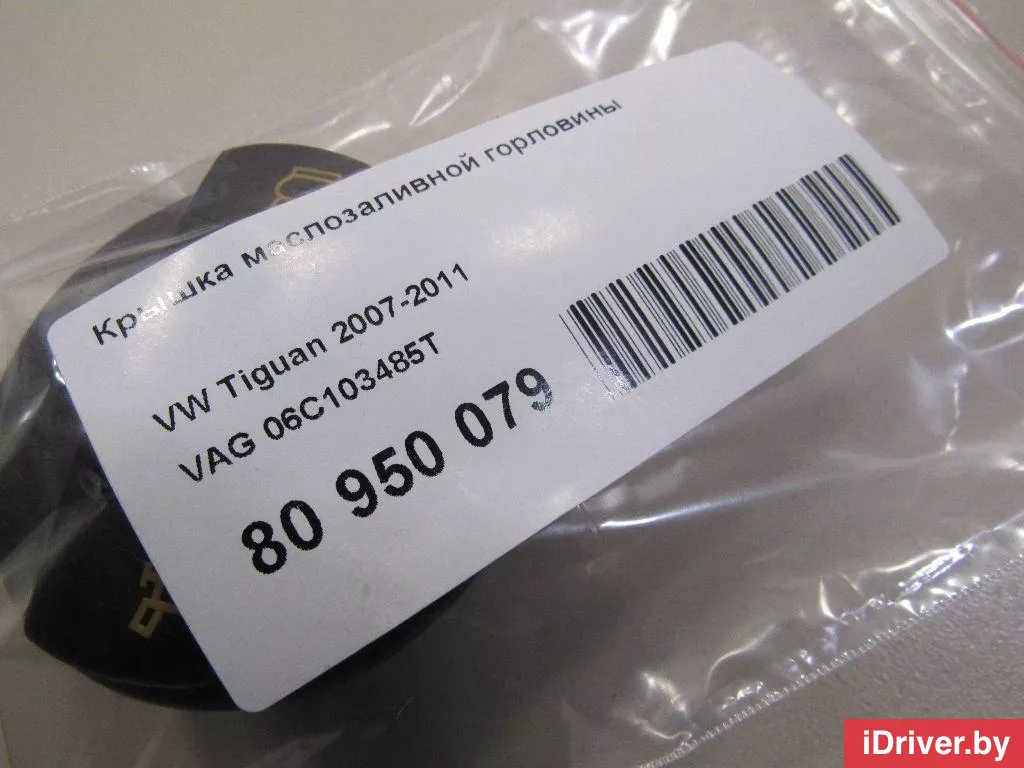 Крышка маслозаливной горловины
VW Tiguan 2007-2011
VAG 06C103485T
80 950 079
iDriver.by